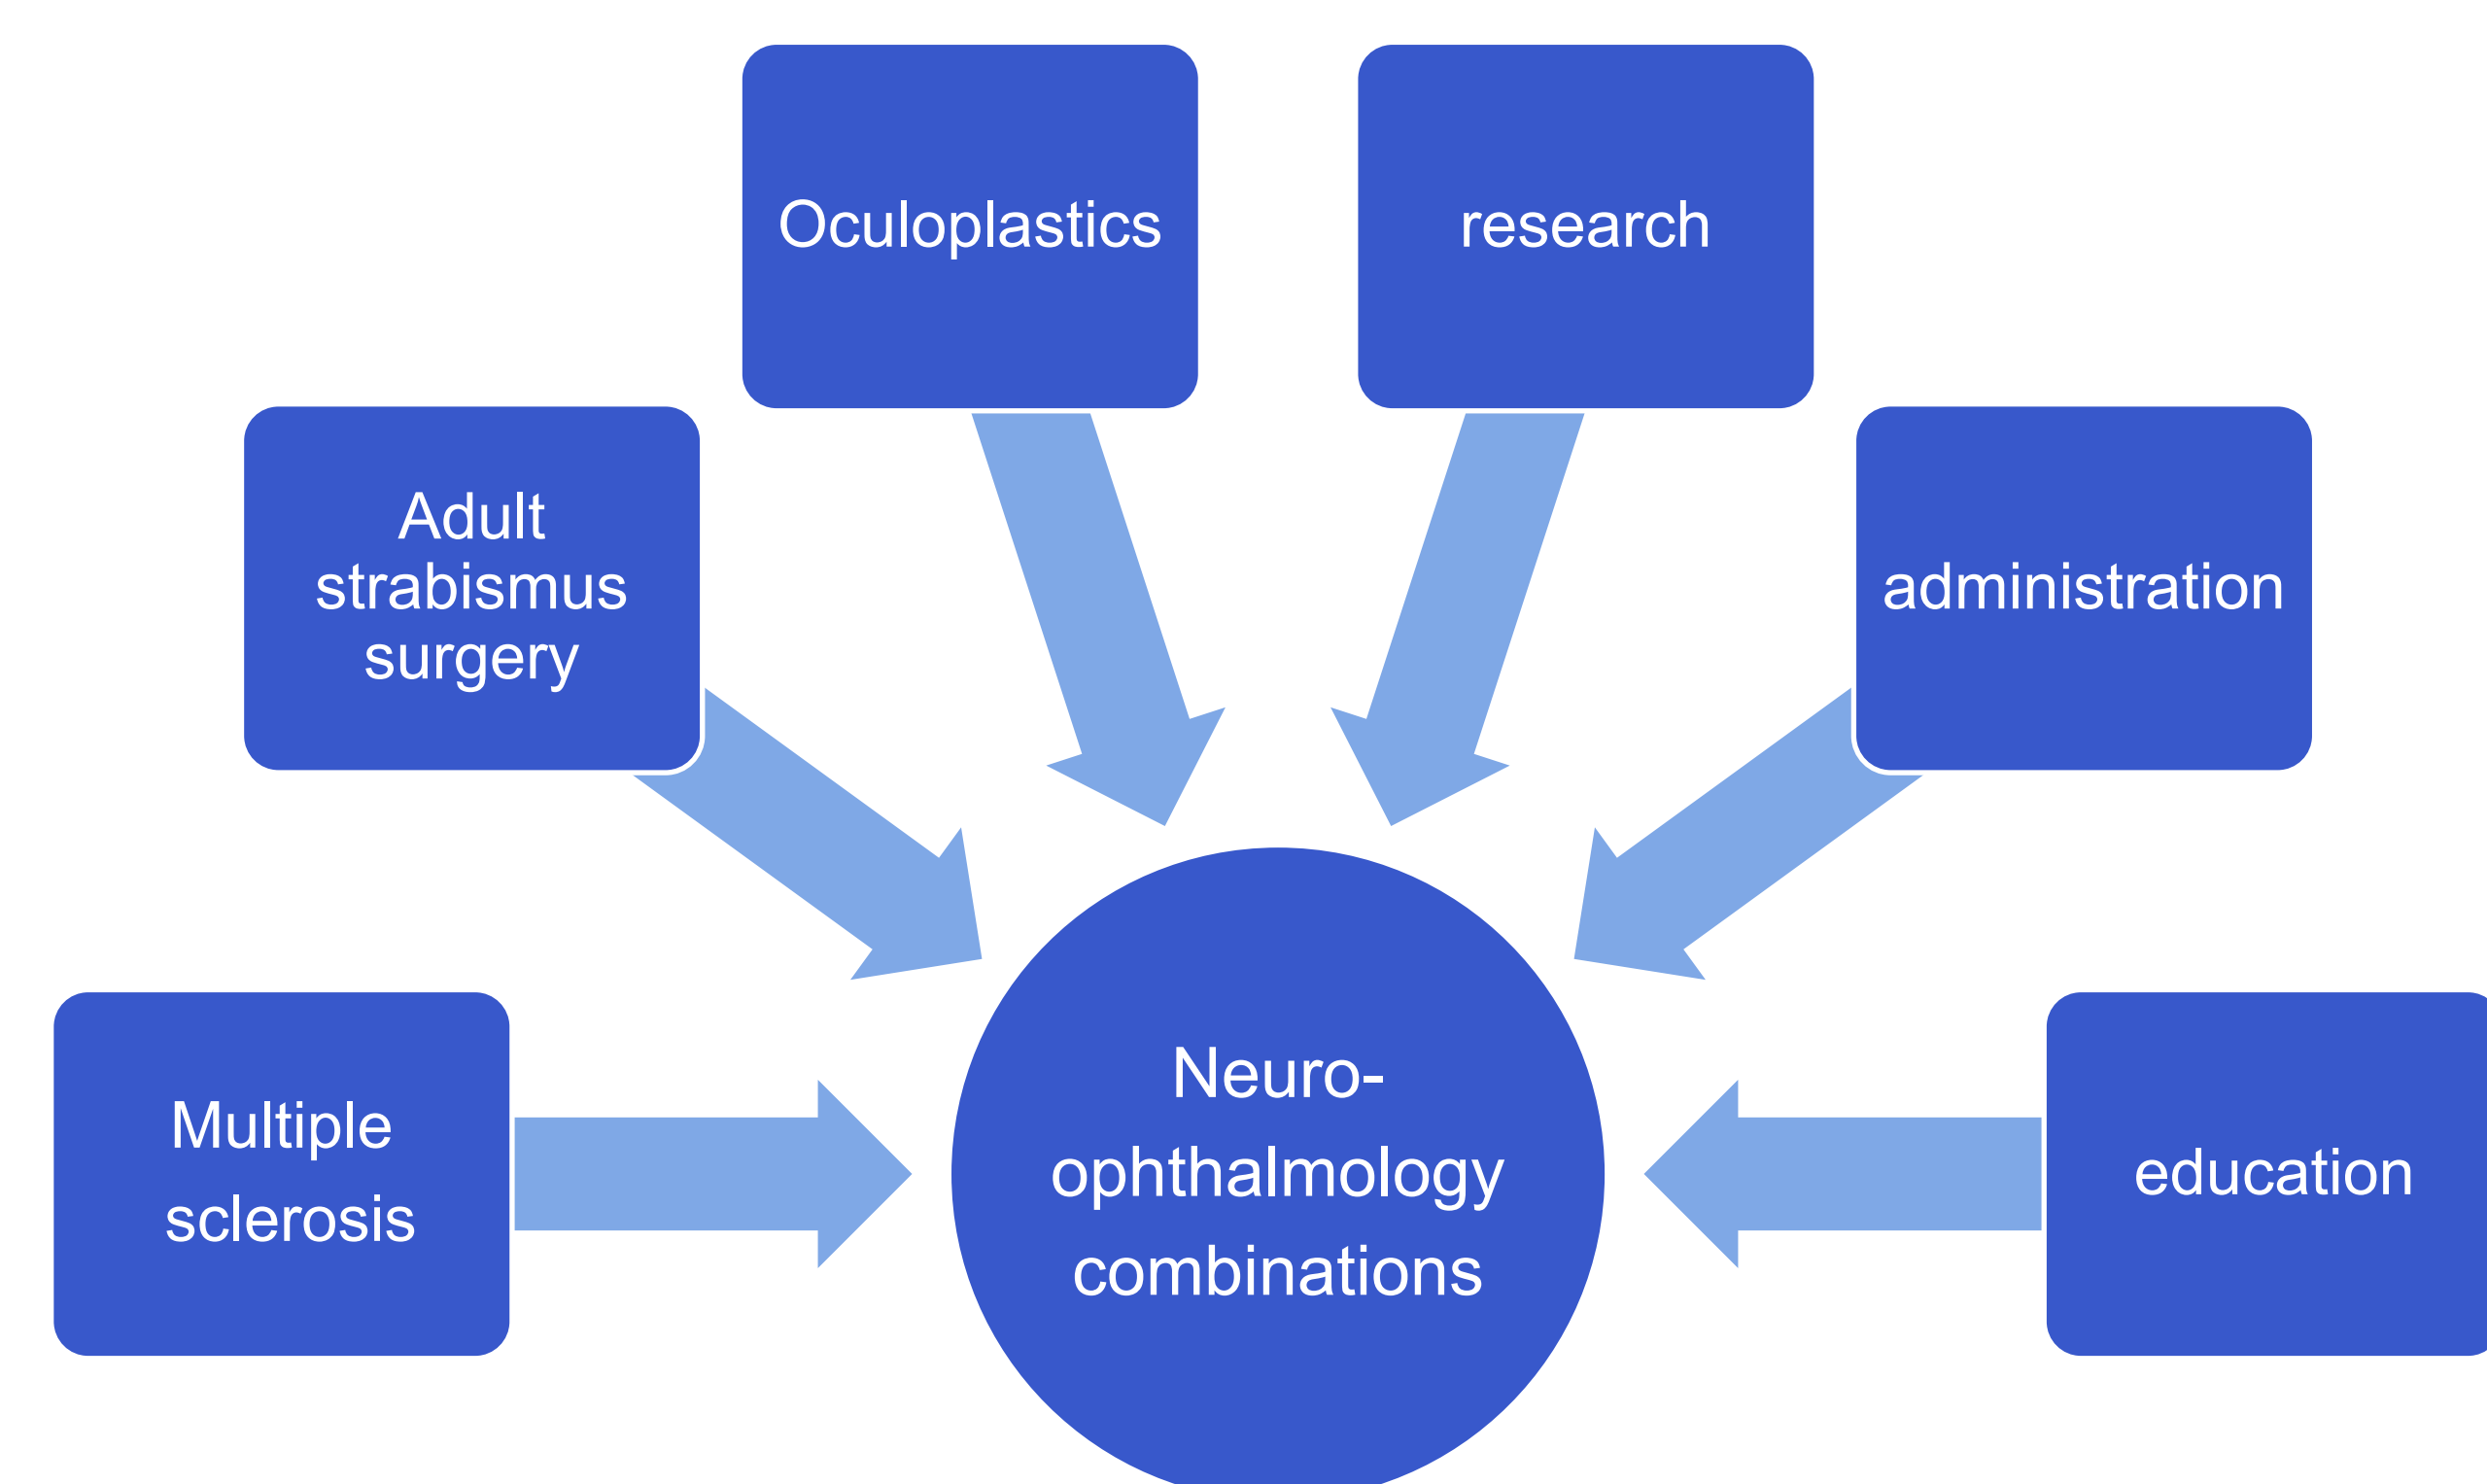 Oculoplastics
research
Adult
strabismus
surgery
administration
Multiple
sclerosis
Neuro-
ophthalmology
combinations
education